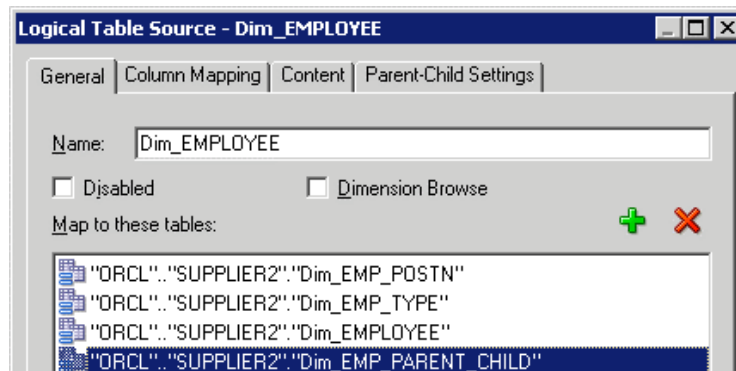 Logical Table Source - Dim_EMPLOYEE
General Column Mapping Content Parent-Child Settings
Name: Dim_EMPLOYEE
Disabled Dimension Browse
Map to these tables:
"ORCL".."SUPPLIER2"."Dim_EMP_POSTN"
"ORCL".."SUPPLIER2"."Dim_EMP_TYPE"
"ORCL".."SUPPLIER2"."Dim_EMPLOYEE"
"ORCL".."SUPPLIER2"."Dim_EMP_PARENT_CHILD"